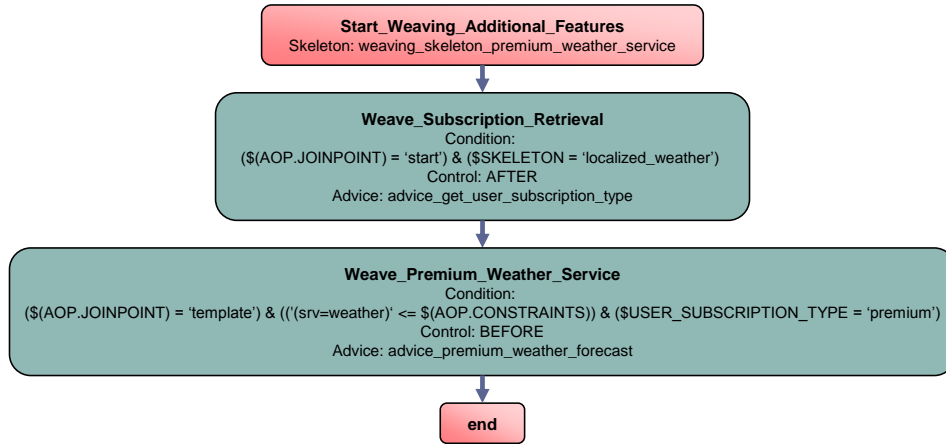 Start_Weaving_Additional_Features
Skeleton: weaving_skeleton_premium_weather_service
Weave_Subscription_Retrieval
Condition:
($(AOP.JOINPOINT) = ‘start’) & ($SKELETON = ‘localized_weather’)
Control: AFTER
Advice: advice_get_user_subscription_type
Weave_Premium_Weather_Service
Condition:
($(AOP.JOINPOINT) = ‘template’) & ((‘(srv=weather)‘ <= $(AOP.CONSTRAINTS)) & ($USER_SUBSCRIPTION_TYPE = ‘premium’)
Control: BEFORE
Advice: advice_premium_weather_forecast
end